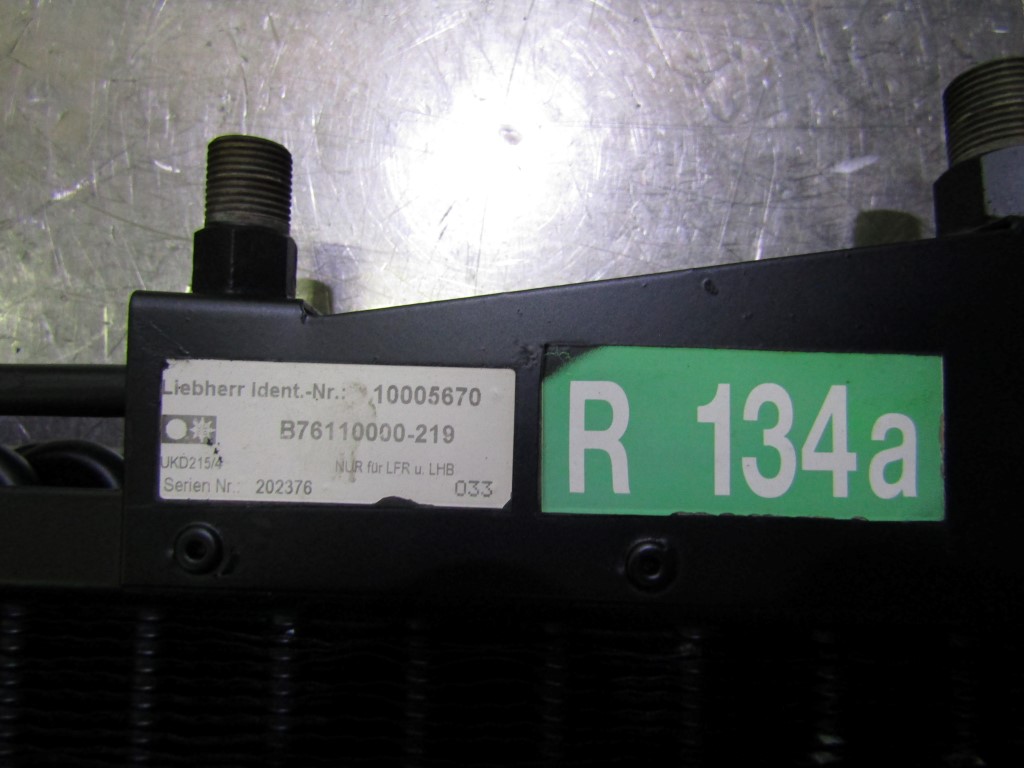 Liebherr Ident.-Nr.: 10005670
B76110000-219
UKD215/4 NUR für LFR u. LHB
Serien Nr.: 202376 033
R 134a